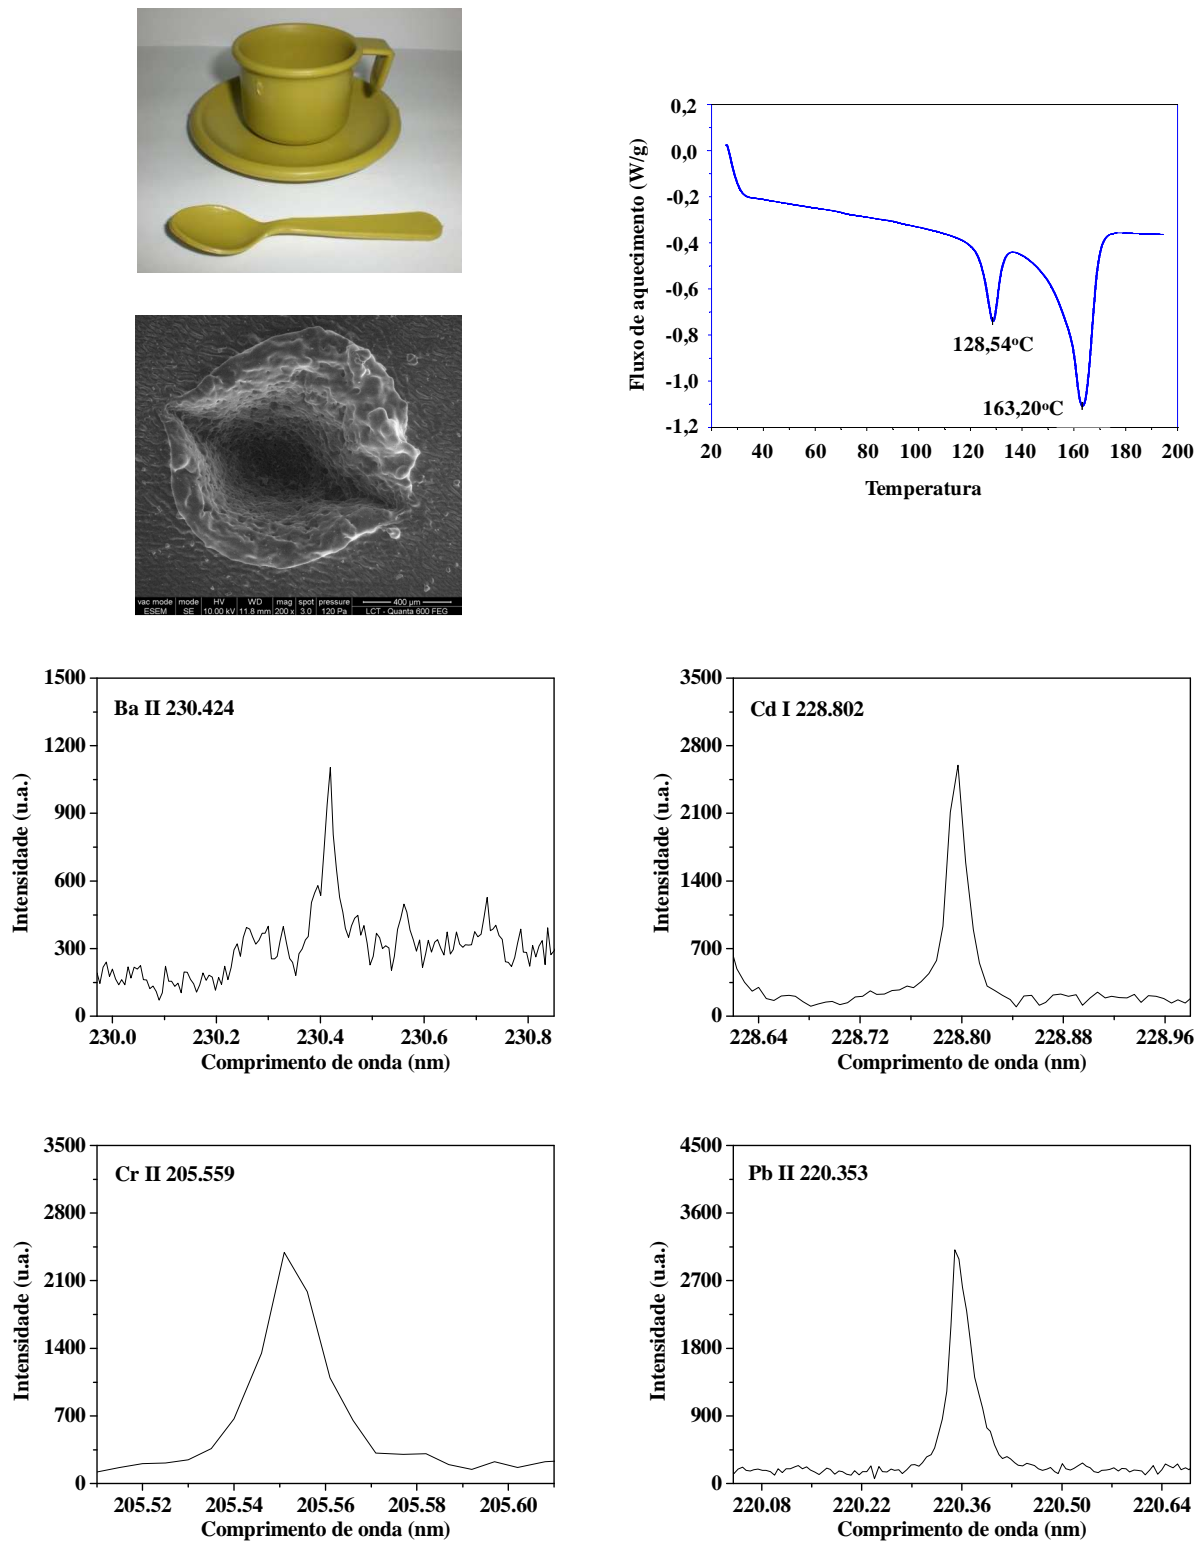 0,2
0,0
-0,2
-0,4
-0,6
-0,8
-1,0
-1,2
Fluxo de aquecimento (W/g)
128,54ºC
163,20ºC
20 40 60 80 100 120 140 160 180 200
Temperatura
vac mode mode HV WD mag spot pressure 400 µm
ESEM SE 10.00 kV 11.8 mm 200 x 3.0 120 Pa LCT - Quanta 600 FEG
Ba II 230.424
1500
1200
900
600
300
0
Intensidade (u.a.)
230.0 230.2 230.4 230.6 230.8
Comprimento de onda (nm)
Cd I 228.802
3500
2800
2100
1400
700
0
Intensidade (u.a.)
228.64 228.72 228.80 228.88 228.96
Comprimento de onda (nm)
Cr II 205.559
3500
2800
2100
1400
700
0
Intensidade (u.a.)
205.52 205.54 205.56 205.58 205.60
Comprimento de onda (nm)
Pb II 220.353
4500
3600
2700
1800
900
0
Intensidade (u.a.)
220.08 220.22 220.36 220.50 220.64
Comprimento de onda (nm)